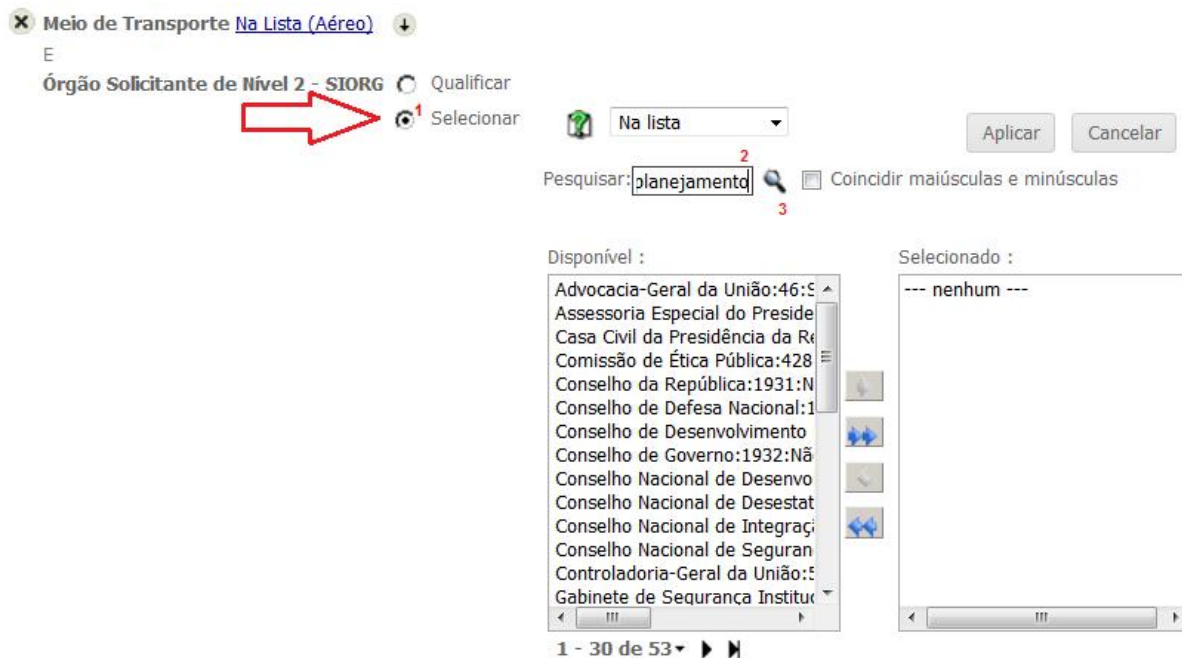 Meio de Transporte Na Lista (Aéreo)
E
Órgão Solicitante de Nível 2 - SIORG Qualificar
1 Selecionar Na lista Aplicar Cancelar
2
Pesquisar: planejamento Coincidir maiúsculas e minúsculas
3
Disponível : Selecionado :
Advocacia-Geral da União:46:S --- nenhum ---
Assessoria Especial do Preside
Casa Civil da Presidência da Re
Comissão de Ética Pública:428
Conselho da República:1931:N
Conselho de Defesa Nacional:1
Conselho de Desenvolvimento
Conselho de Governo:1932:Nã
Conselho Nacional de Desenvo
Conselho Nacional de Desestat
Conselho Nacional de Integraç
Conselho Nacional de Seguran
Controladoria-Geral da União:5
Gabinete de Segurança Instituc
1 - 30 de 53